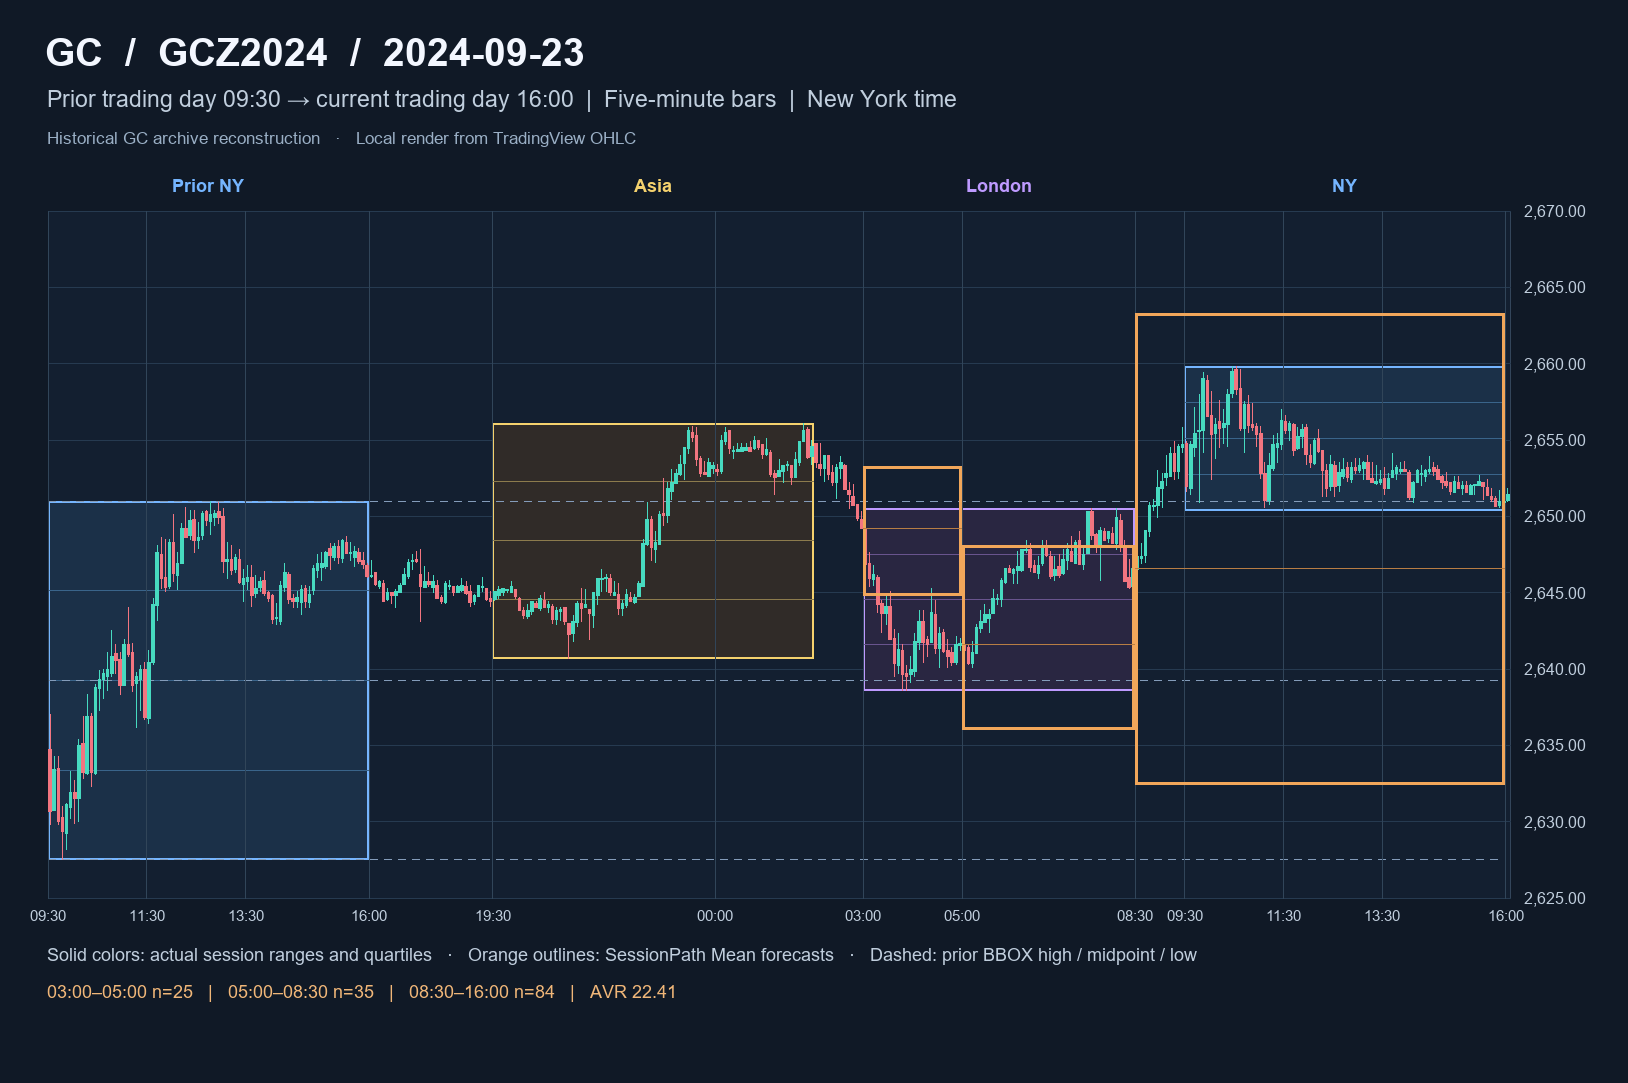 GC / GCZ2024 / 2024-09-23
Prior trading day 09:30 → current trading day 16:00 | Five-minute bars | New York time
Historical GC archive reconstruction · Local render from TradingView OHLC
Prior NY
Asia
London
NY
2,670.00
2,665.00
2,660.00
2,655.00
2,650.00
2,645.00
2,640.00
2,635.00
2,630.00
2,625.00
09:30 11:30 13:30 16:00 19:30 00:00 03:00 05:00 08:30 09:30 11:30 13:30 16:00
Solid colors: actual session ranges and quartiles · Orange outlines: SessionPath Mean forecasts · Dashed: prior BBOX high / midpoint / low
03:00–05:00 n=25 | 05:00–08:30 n=35 | 08:30–16:00 n=84 | AVR 22.41